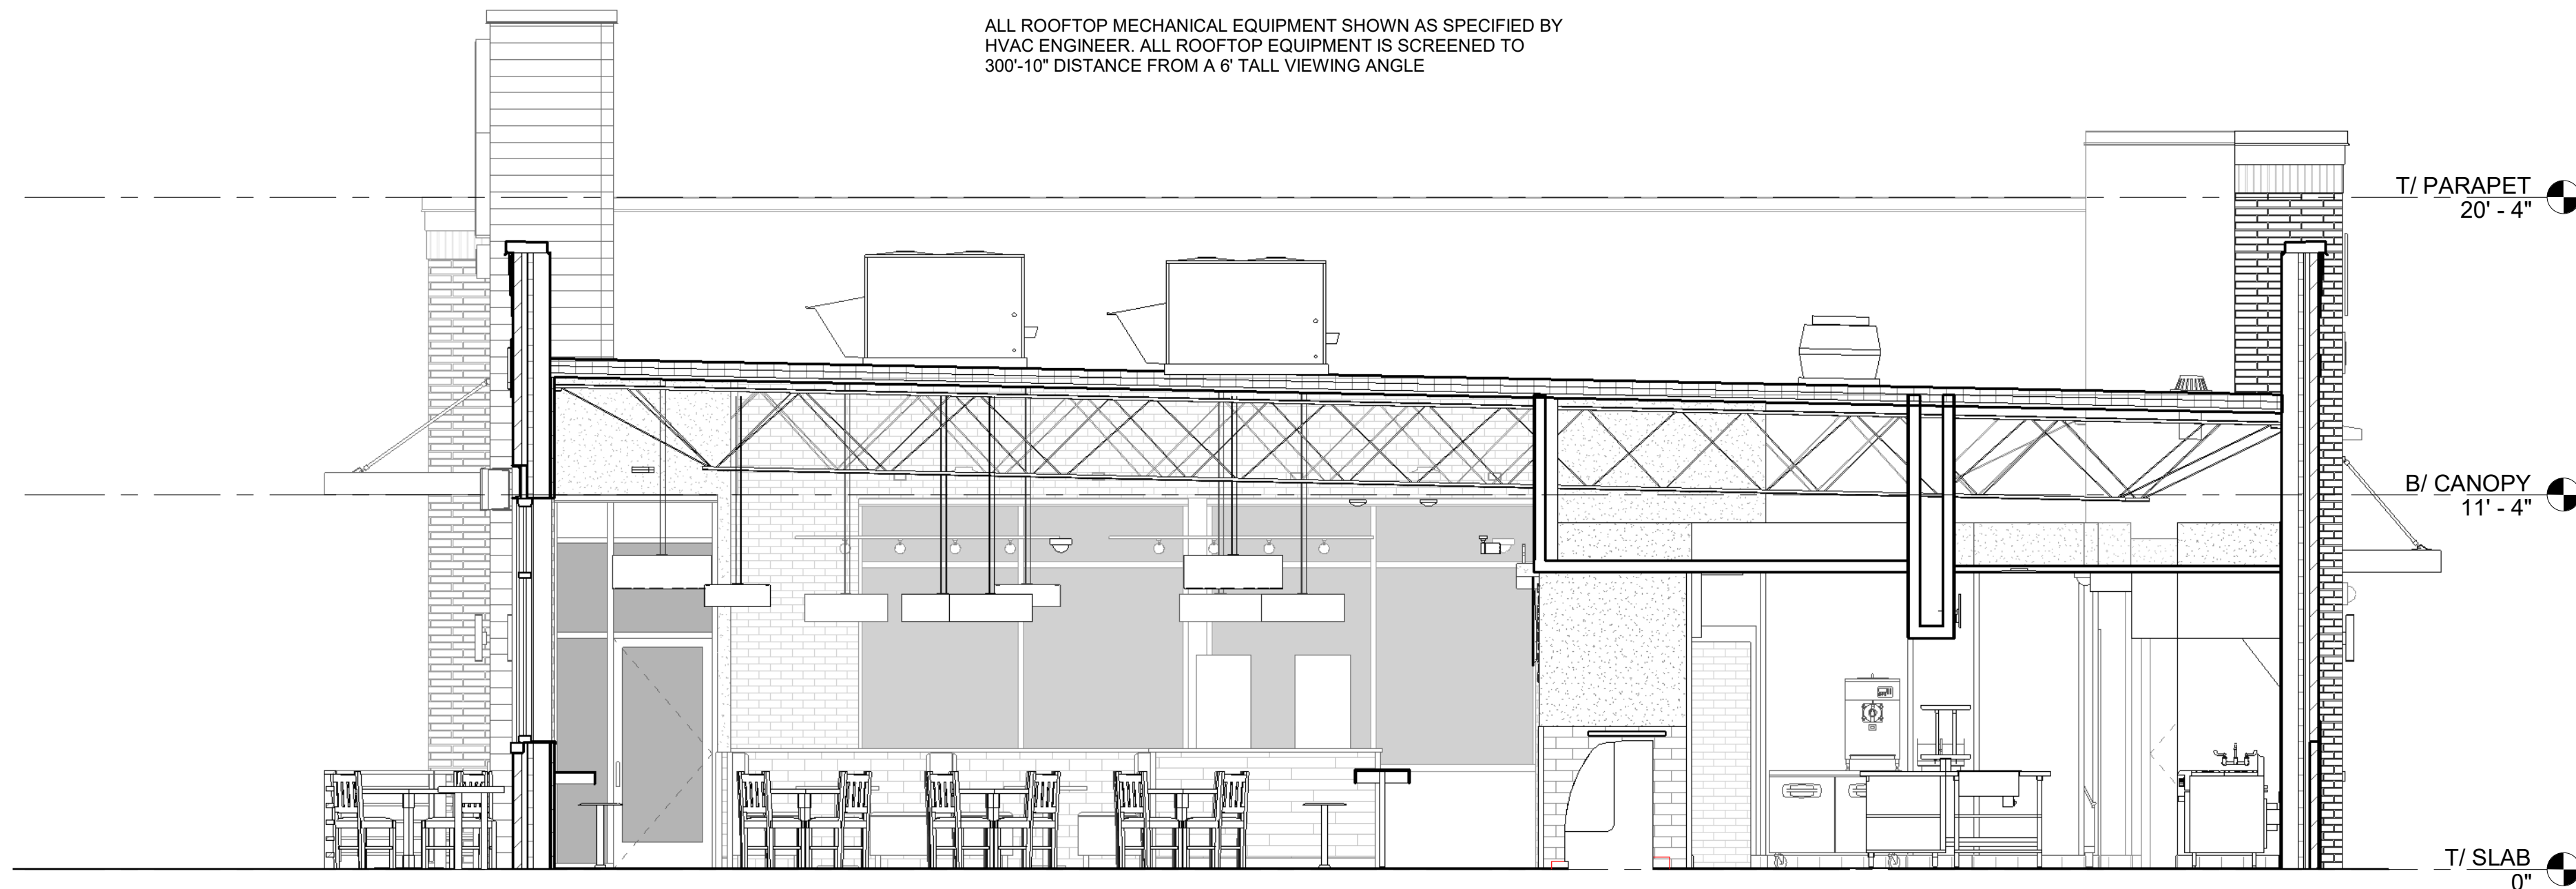 ALL ROOFTOP MECHANICAL EQUIPMENT SHOWN AS SPECIFIED BY
HVAC ENGINEER. ALL ROOFTOP EQUIPMENT IS SCREENED TO
300'-10" DISTANCE FROM A 6' TALL VIEWING ANGLE
T/ PARAPET
20' - 4"
B/ CANOPY
11' - 4"
T/ SLAB
0"